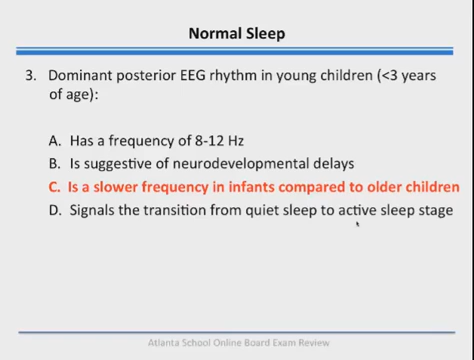 Normal Sleep
3. Dominant posterior EEG rhythm in young children (<3 years
of age):
A. Has a frequency of 8-12 Hz
B. Is suggestive of neurodevelopmental delays
C. Is a slower frequency in infants compared to older children
D. Signals the transition from quiet sleep to active sleep stage
Atlanta School Online Board Exam Review